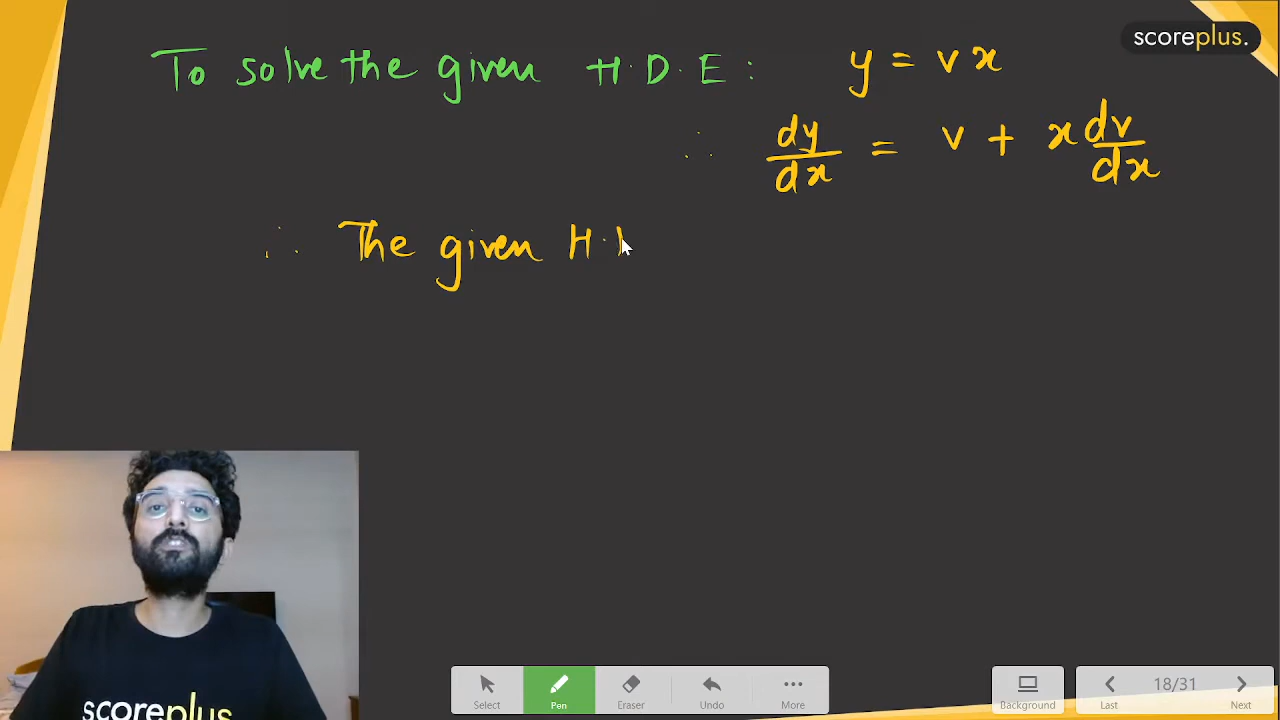 scoreplus.
To solve the given H.D.E : y = vx
∴ dy/dx = v + x dv/dx
∴ The given H.
scoreplus
Select Pen Eraser Undo More Background Last 18/31 Next